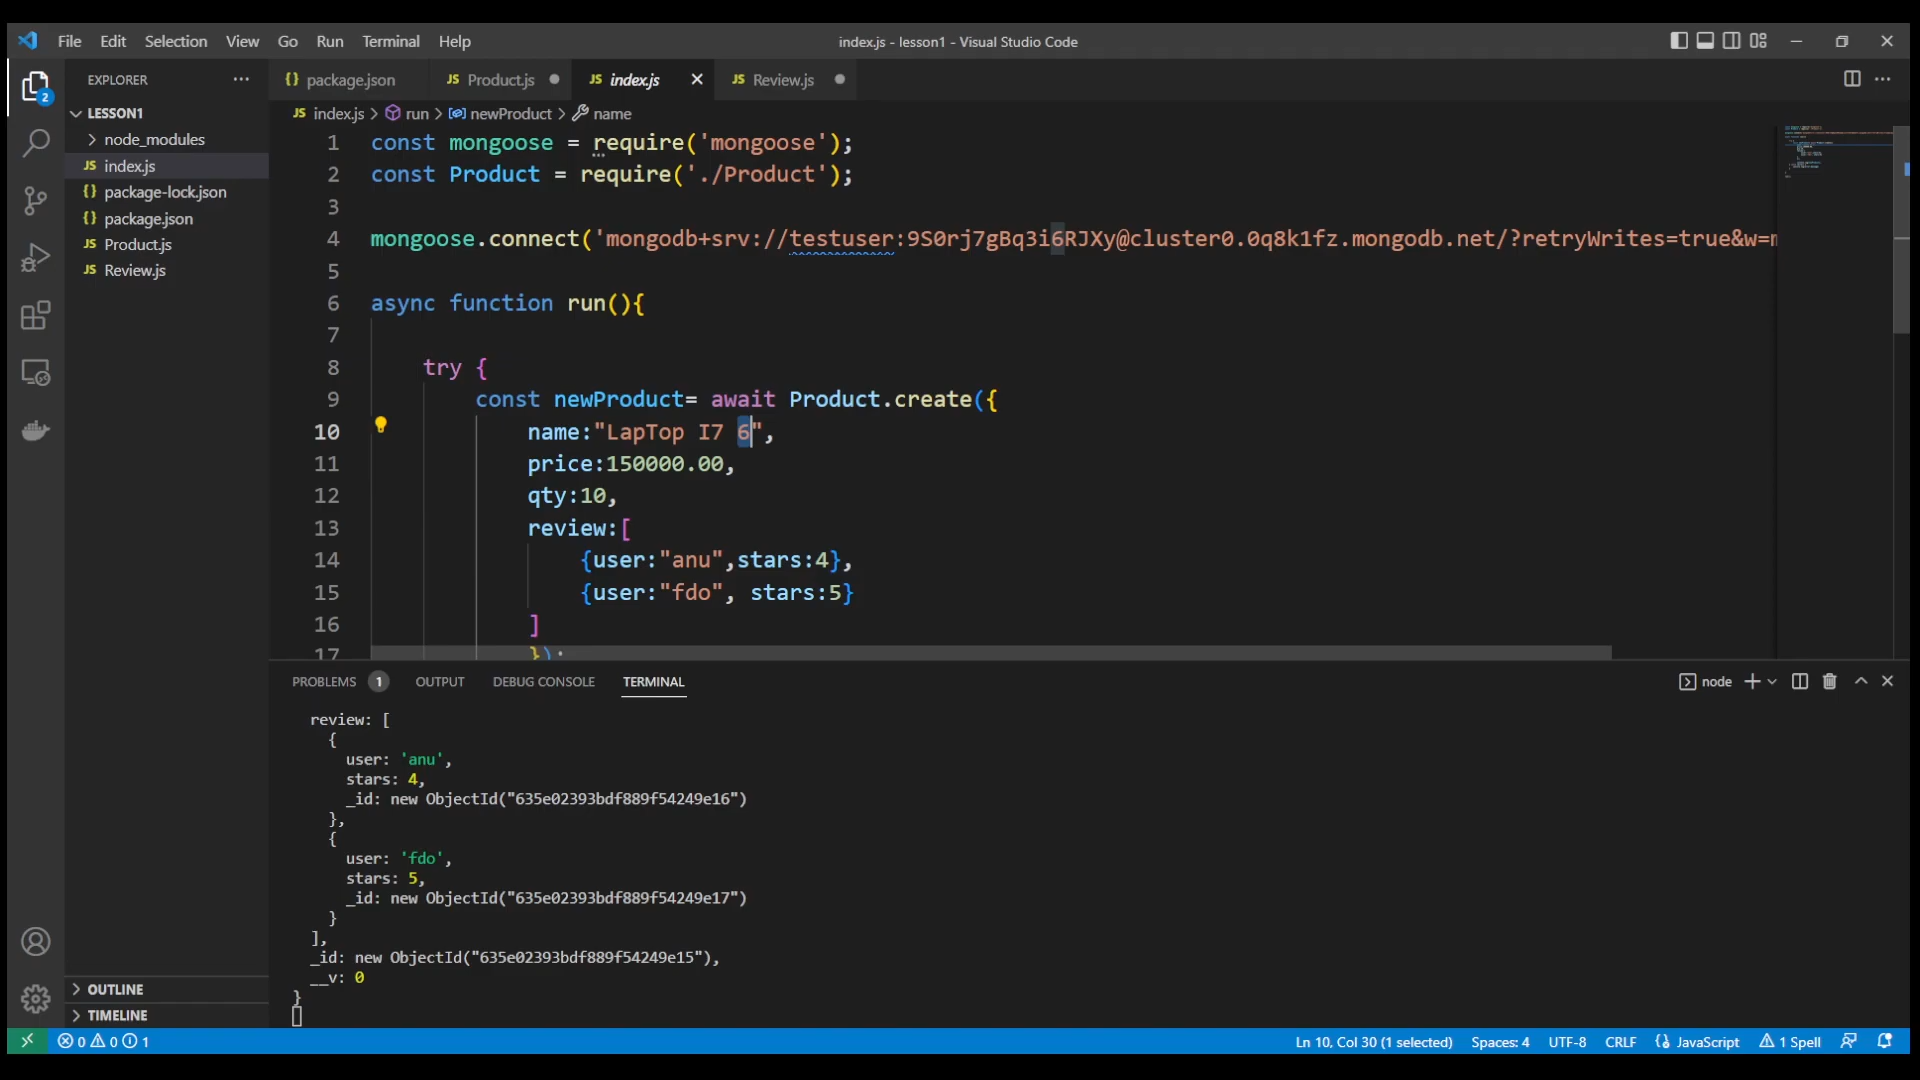 File Edit Selection View Go Run Terminal Help
index.js - lesson1 - Visual Studio Code
EXPLORER
package.json Product.js index.js Review.js
index.js > run > newProduct > name
2
LESSON1
node_modules
index.js
package-lock.json
package.json
Product.js
Review.js
OUTLINE
TIMELINE
1 const mongoose = require('mongoose');
2 const Product = require('./Product');
3
4 mongoose.connect('mongodb+srv://testuser:9S0rj7gBq3i6RJXy@cluster0.0q8k1fz.mongodb.net/?retryWrites=true&w=m
5
6 async function run(){
7
8 try {
9 const newProduct= await Product.create({
10 name:"LapTop I7 6",
11 price:150000.00,
12 qty:10,
13 review:[
14 {user:"anu",stars:4},
15 {user:"fdo", stars:5}
16 ]
17 });
PROBLEMS 1 OUTPUT DEBUG CONSOLE TERMINAL
node
review: [
{
user: 'anu',
stars: 4,
_id: new ObjectId("635e02393bdf889f54249e16")
},
{
user: 'fdo',
stars: 5,
_id: new ObjectId("635e02393bdf889f54249e17")
}
],
_id: new ObjectId("635e02393bdf889f54249e15"),
__v: 0
}
0 0 1
Ln 10, Col 30 (1 selected) Spaces: 4 UTF-8 CRLF JavaScript 1 Spell